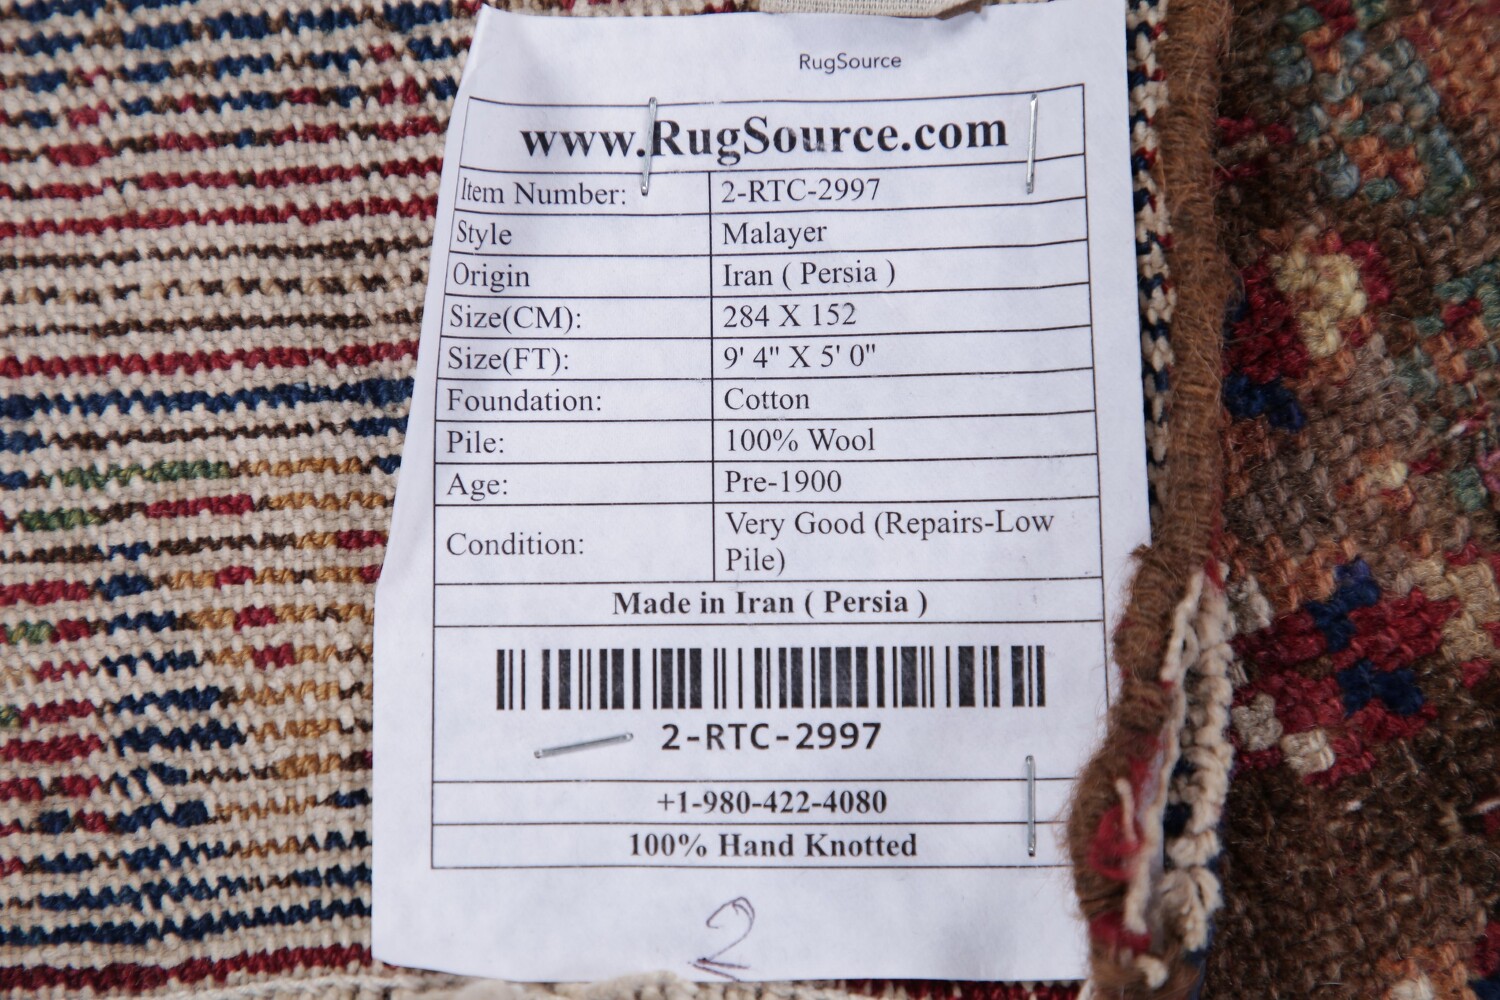 RugSource
www.RugSource.com
Item Number: 2-RTC-2997
Style Malayer
Origin Iran ( Persia )
Size(CM): 284 X 152
Size(FT): 9' 4" X 5' 0"
Foundation: Cotton
Pile: 100% Wool
Age: Pre-1900
Condition: Very Good (Repairs-Low
Pile)
Made in Iran ( Persia )
2-RTC-2997
+1-980-422-4080
100% Hand Knotted
2